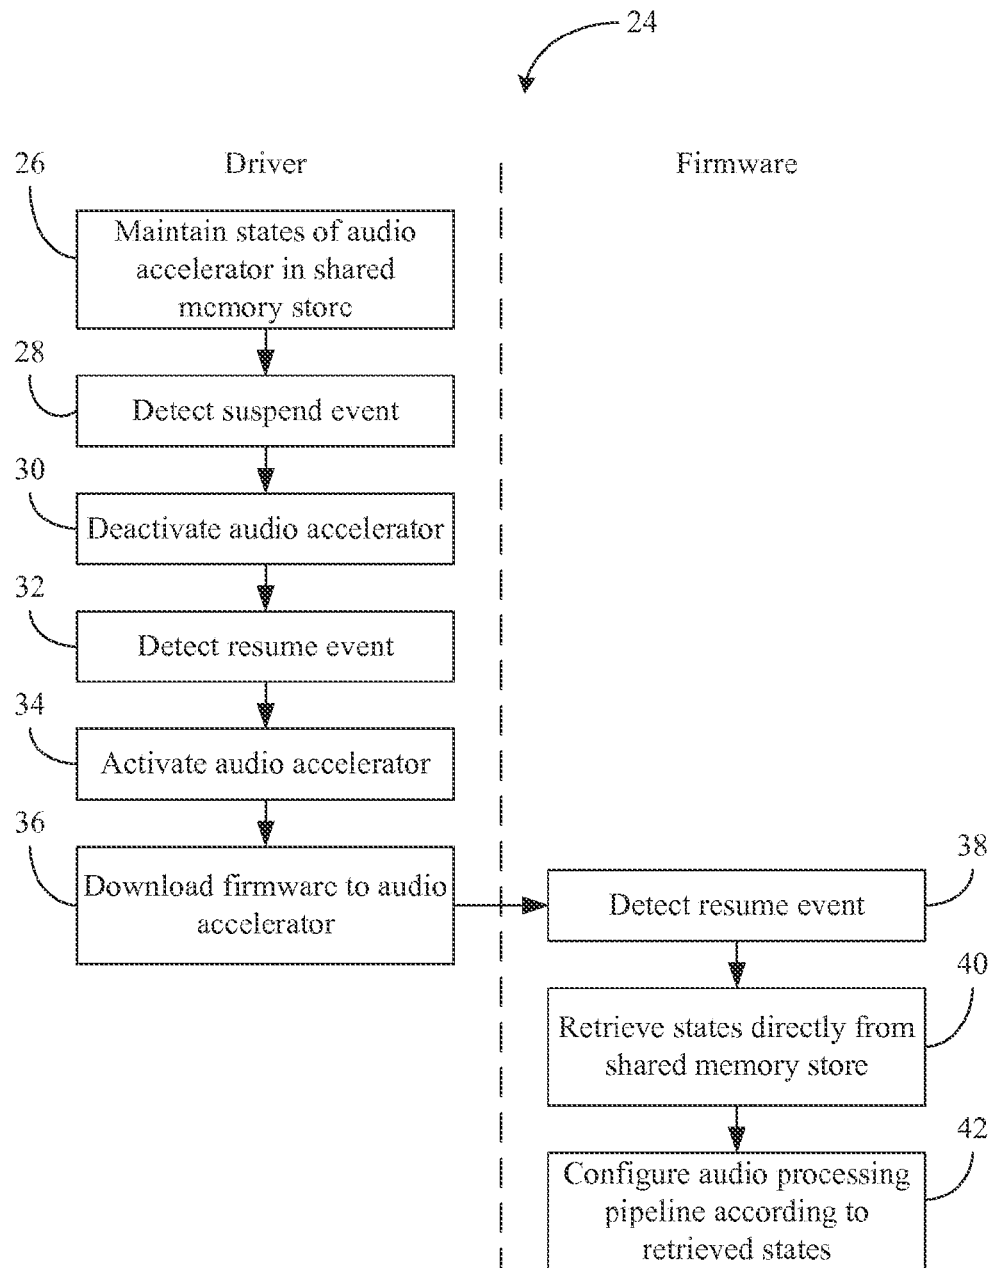 24
Driver
Firmware
26
Maintain states of audio
accelerator in shared
memory store
28
Detect suspend event
30
Deactivate audio accelerator
32
Detect resume event
34
Activate audio accelerator
36
Download firmware to audio
accelerator
38
Detect resume event
40
Retrieve states directly from
shared memory store
42
Configure audio processing
pipeline according to
retrieved states